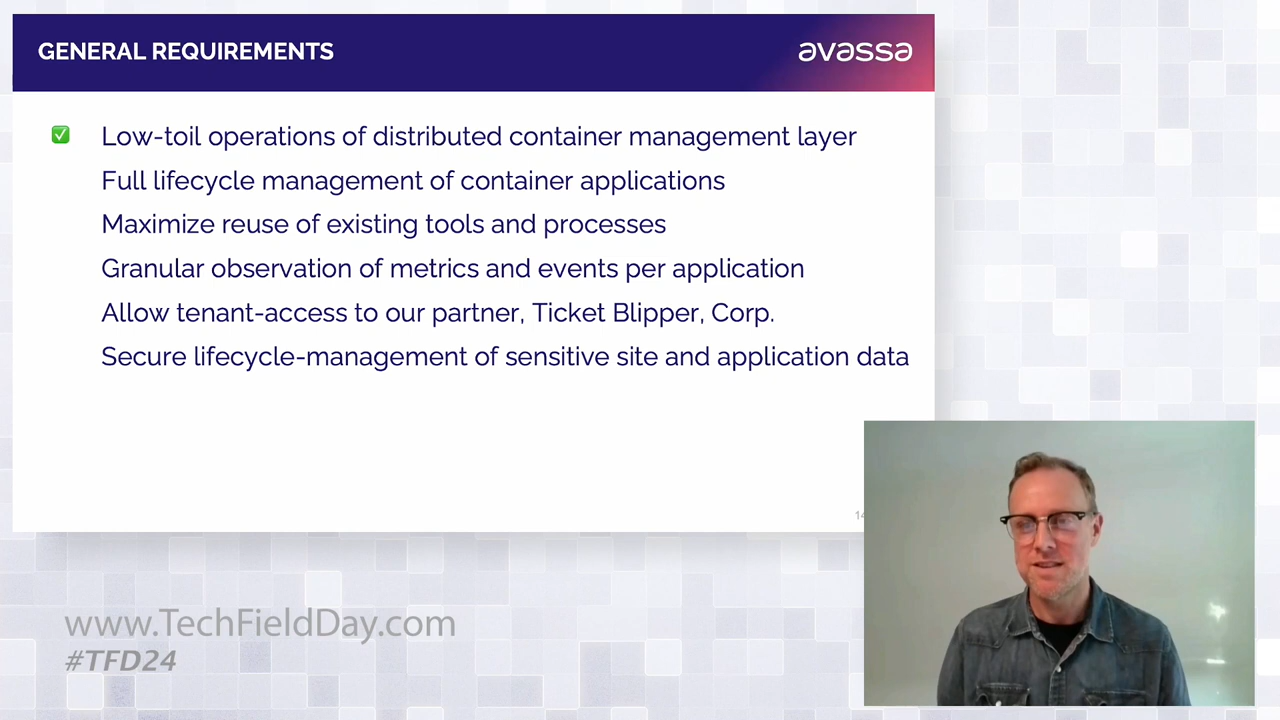 GENERAL REQUIREMENTS
avassa
✅ Low-toil operations of distributed container management layer
Full lifecycle management of container applications
Maximize reuse of existing tools and processes
Granular observation of metrics and events per application
Allow tenant-access to our partner, Ticket Blipper, Corp.
Secure lifecycle-management of sensitive site and application data
www.TechFieldDay.com
#TFD24